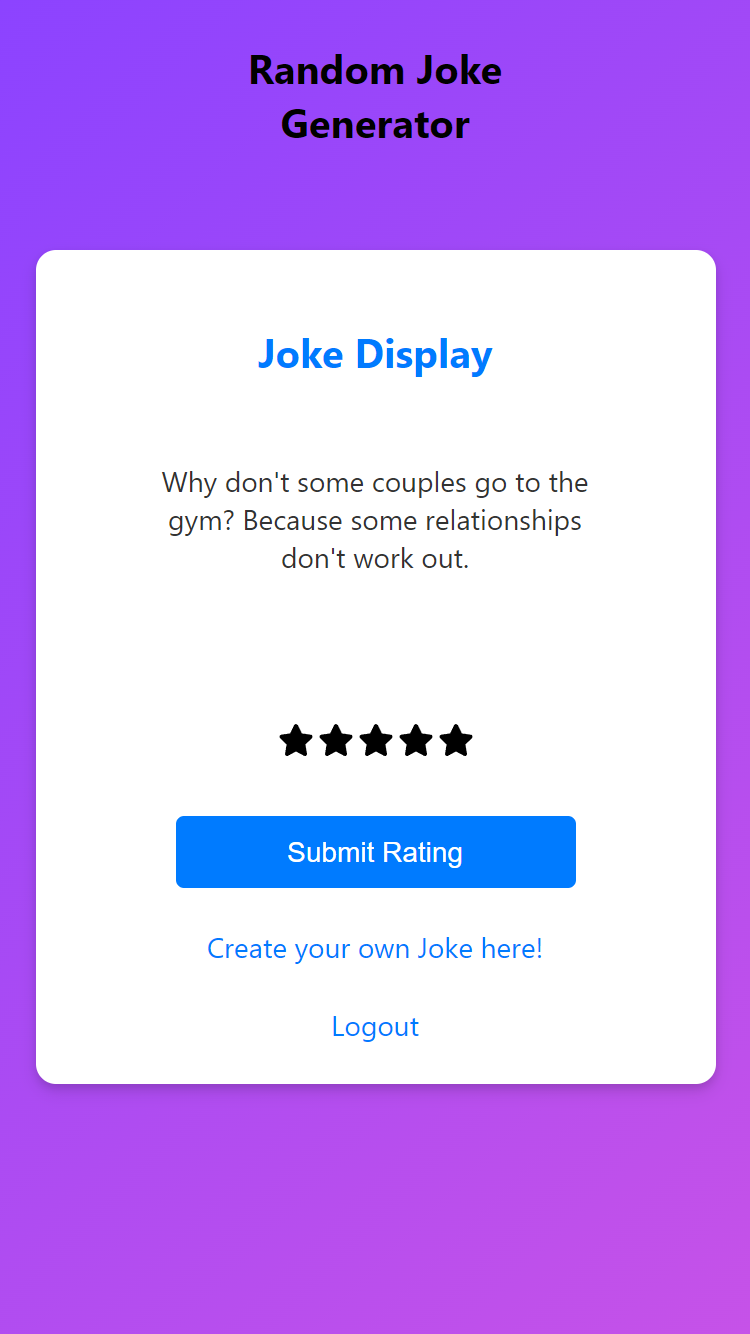 Random Joke
Generator
Joke Display
Why don't some couples go to the
gym? Because some relationships
don't work out.
Submit Rating
Create your own Joke here!
Logout